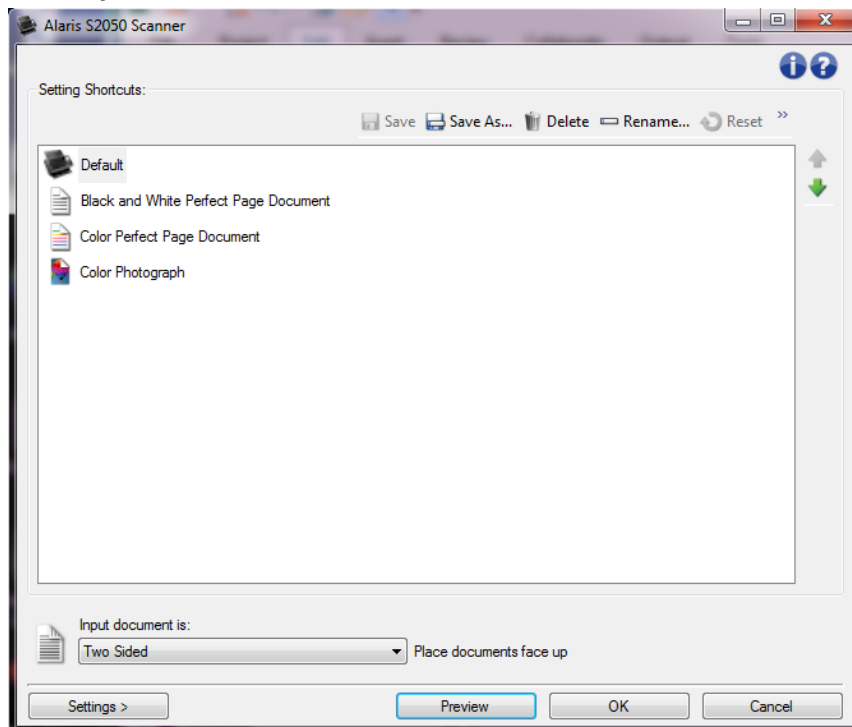 Alaris S2050 Scanner
Setting Shortcuts:
Save Save As... Delete Rename... Reset »
Default
Black and White Perfect Page Document
Color Perfect Page Document
Color Photograph
Input document is:
Two Sided Place documents face up
Settings > Preview OK Cancel